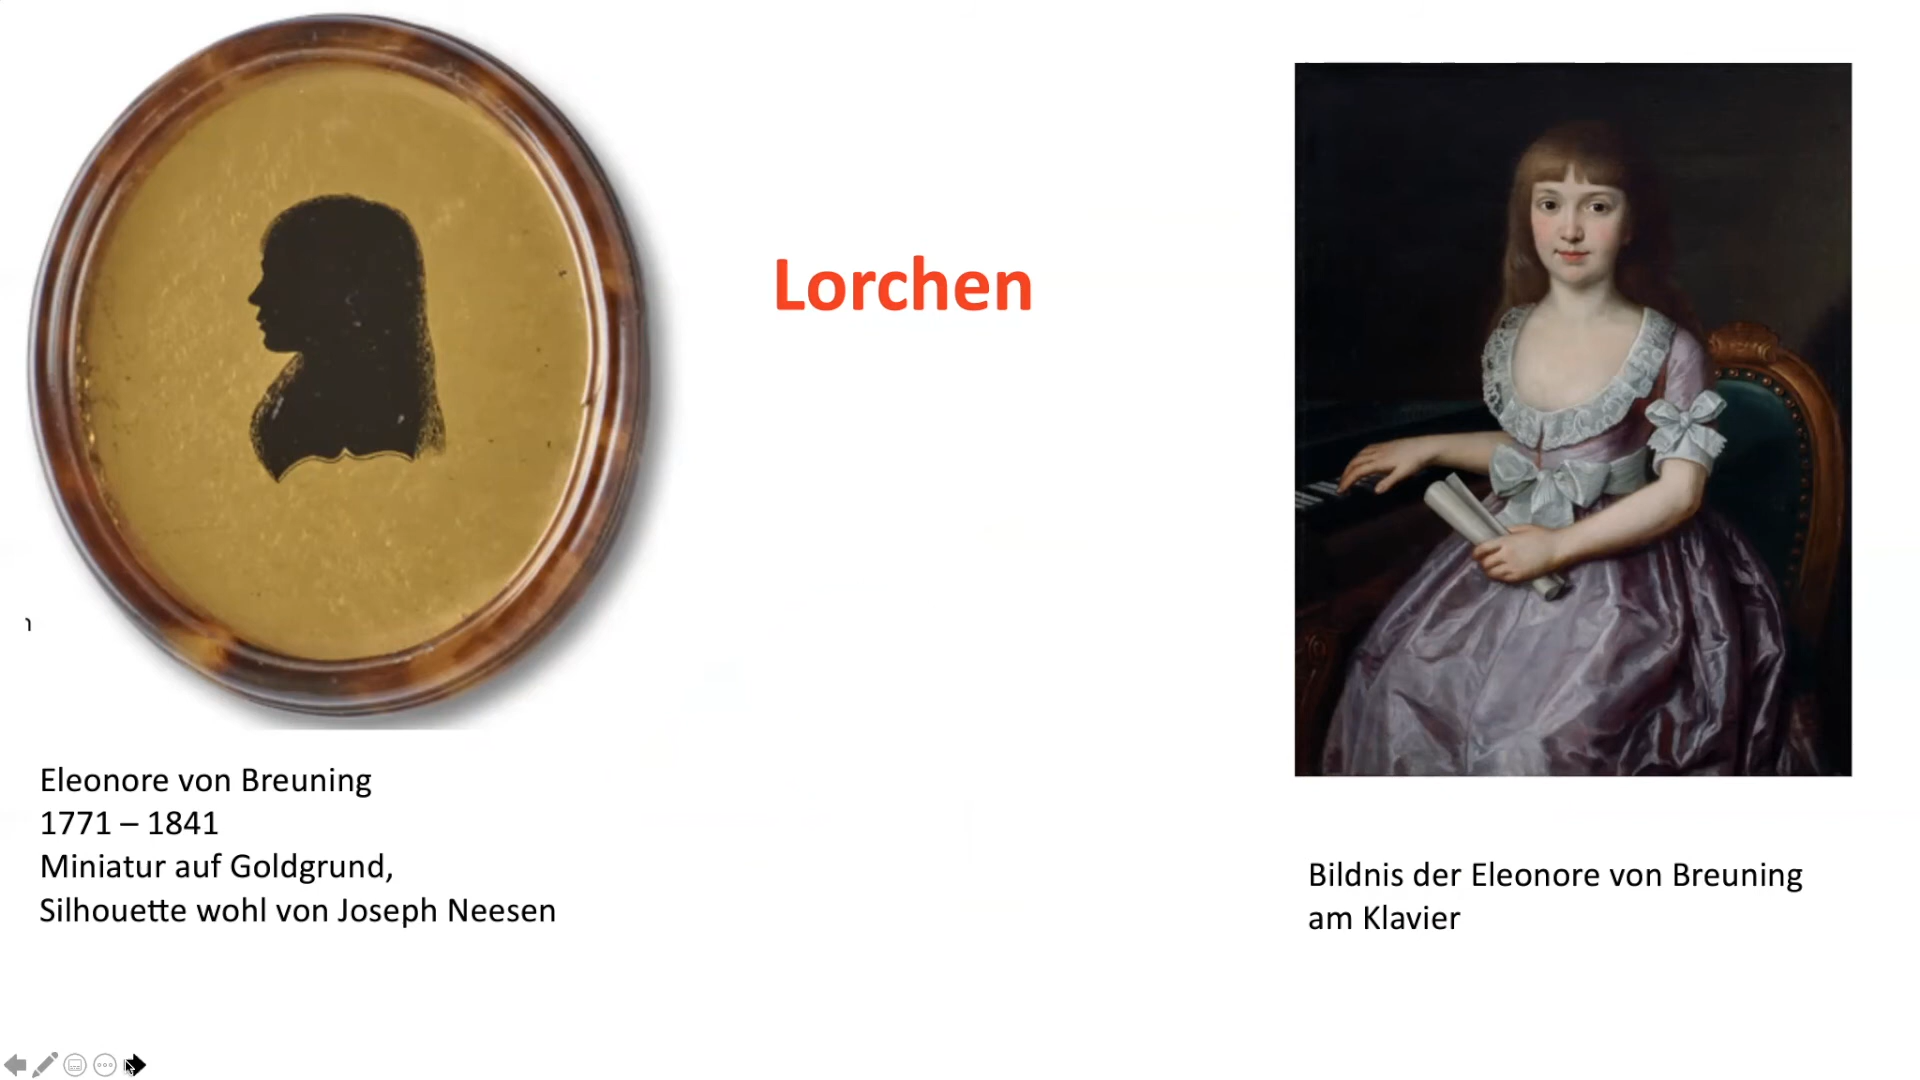 Lorchen
n
Eleonore von Breuning
1771 – 1841
Miniatur auf Goldgrund,
Silhouette wohl von Joseph Neesen
Bildnis der Eleonore von Breuning
am Klavier